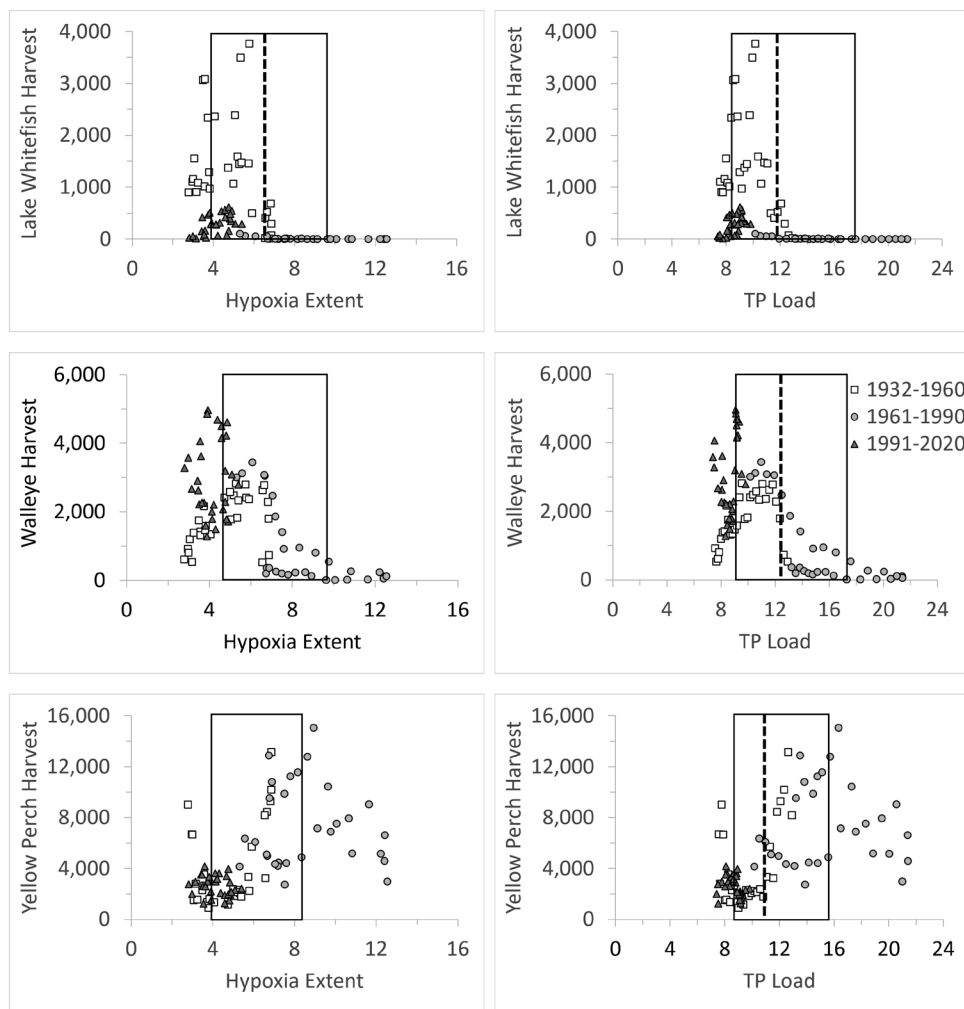 Lake Whitefish Harvest
4,000
3,000
2,000
1,000
0
0 4 8 12 16
Hypoxia Extent
Lake Whitefish Harvest
4,000
3,000
2,000
1,000
0
0 4 8 12 16 20 24
TP Load
Walleye Harvest
6,000
4,000
2,000
0
0 4 8 12 16
Hypoxia Extent
Walleye Harvest
6,000
4,000
2,000
0
0 4 8 12 16 20 24
TP Load
1932-1960
1961-1990
1991-2020
Yellow Perch Harvest
16,000
12,000
8,000
4,000
0
0 4 8 12 16
Hypoxia Extent
Yellow Perch Harvest
16,000
12,000
8,000
4,000
0
0 4 8 12 16 20 24
TP Load